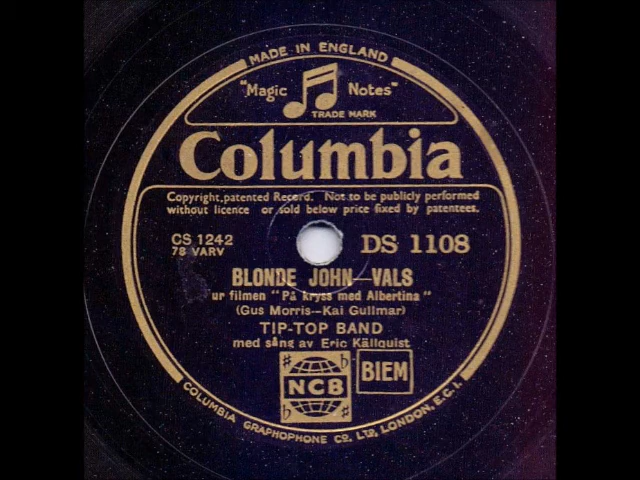 MADE IN ENGLAND
"Magic Notes"
TRADE MARK
Columbia
Copyright, patented Record. Not to be publicly performed
without licence or sold below price fixed by patentees.
CS 1242 DS 1108
78 VARV
BLONDE JOHN—VALS
ur filmen "På kryss med Albertina"
(Gus Morris—Kai Gullmar)
TIP-TOP BAND
med sång av Eric Källquist
NCB BIEM
COLUMBIA GRAPHOPHONE CO. LTD, LONDON, E.C.1.